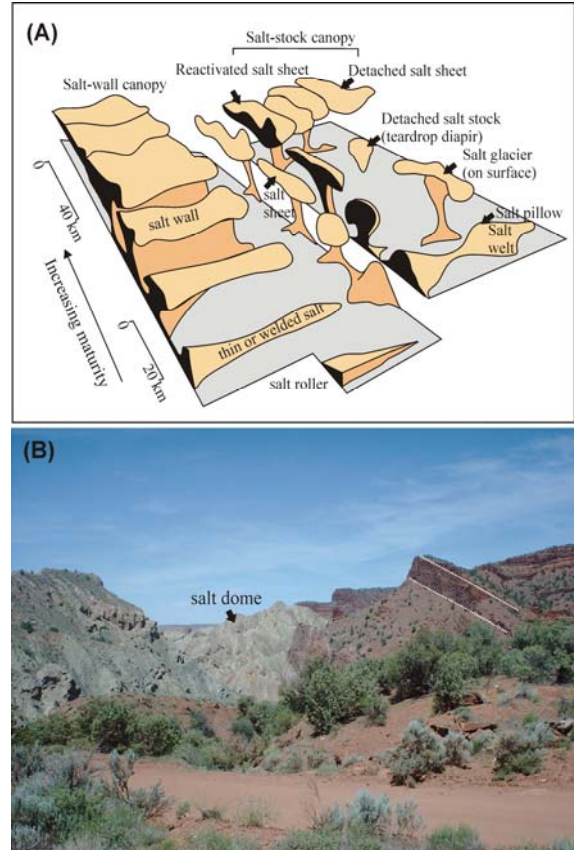 (A)
Salt-stock canopy
Reactivated salt sheet
Detached salt sheet
Salt-wall canopy
Detached salt stock
(teardrop diapir)
Salt glacier
(on surface)
salt
sheet
Salt pillow
Salt
welt
salt wall
0
40 km
Increasing maturity
0
20 km
thin or welded salt
salt roller
(B)
salt dome